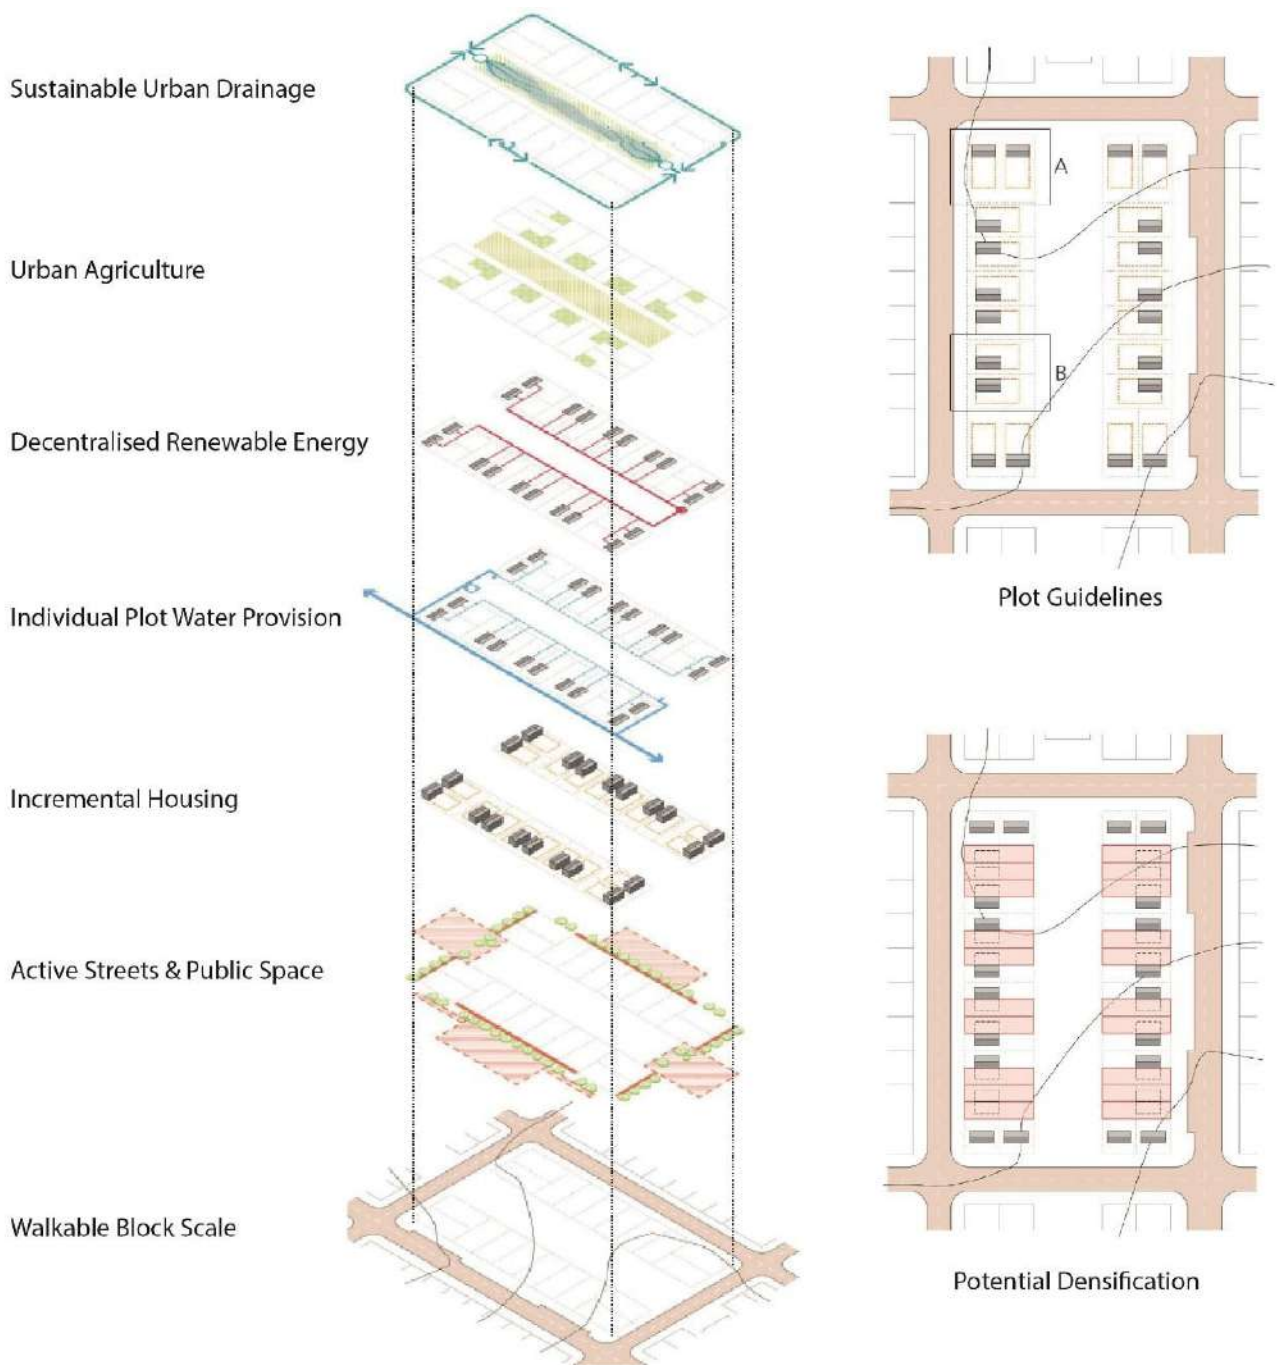 Sustainable Urban Drainage
Urban Agriculture
Decentralised Renewable Energy
Individual Plot Water Provision
Incremental Housing
Active Streets & Public Space
Walkable Block Scale
A
B
Plot Guidelines
Potential Densification